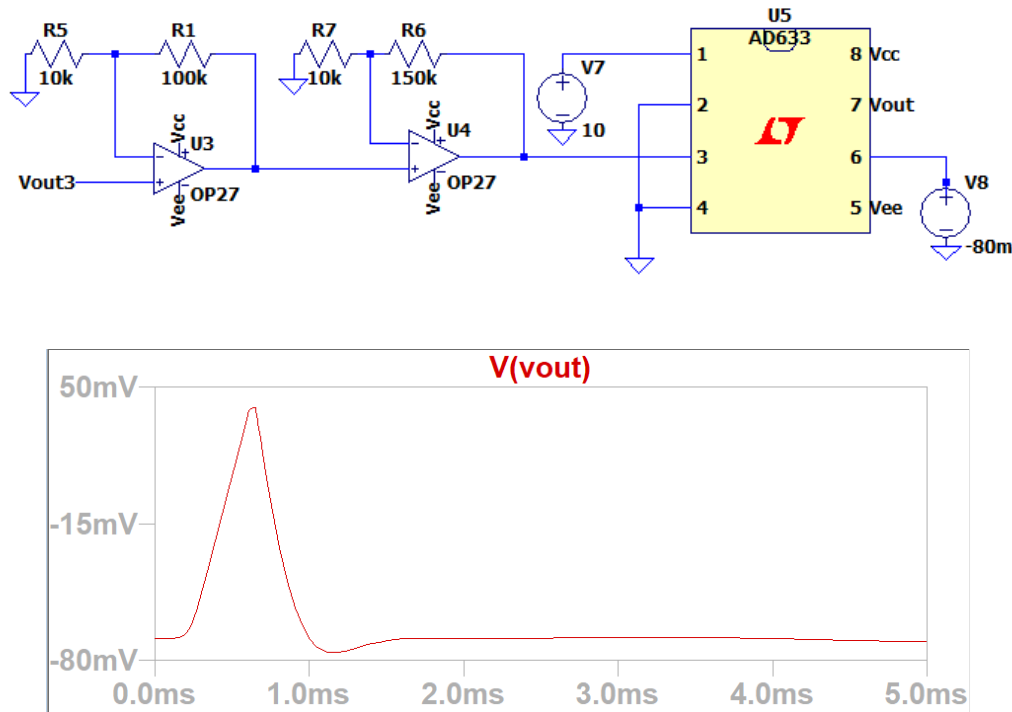 R5
10k
R1
100k
R7
10k
R6
150k
U5
AD633
V7
10
1
2
3
4
8 Vcc
7 Vout
6
5 Vee
Vcc
U3
OP27
Vee
Vcc
U4
OP27
Vee
Vout3
V8
-80m
V(vout)
50mV
-15mV
-80mV
0.0ms 1.0ms 2.0ms 3.0ms 4.0ms 5.0ms